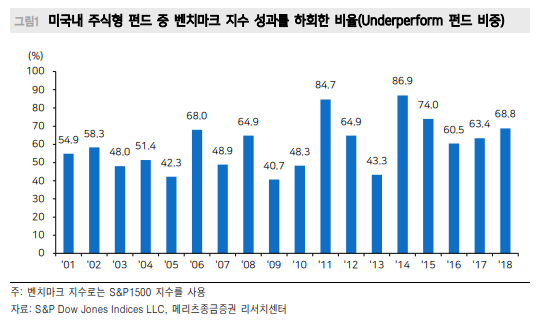 그림1 미국내 주식형 펀드 중 벤치마크 지수 성과를 하회한 비율(Underperform 펀드 비중)
(%)
100
90
80
70
60
50
40
30
20
10
0
54.9 58.3 48.0 51.4 42.3 68.0 48.9 64.9 40.7 48.3 84.7 64.9 43.3 86.9 74.0 60.5 63.4 68.8
'01 '02 '03 '04 '05 '06 '07 '08 '09 '10 '11 '12 '13 '14 '15 '16 '17 '18
주: 벤치마크 지수로는 S&P1500 지수를 사용
자료: S&P Dow Jones Indices LLC, 메리츠종금증권 리서치센터